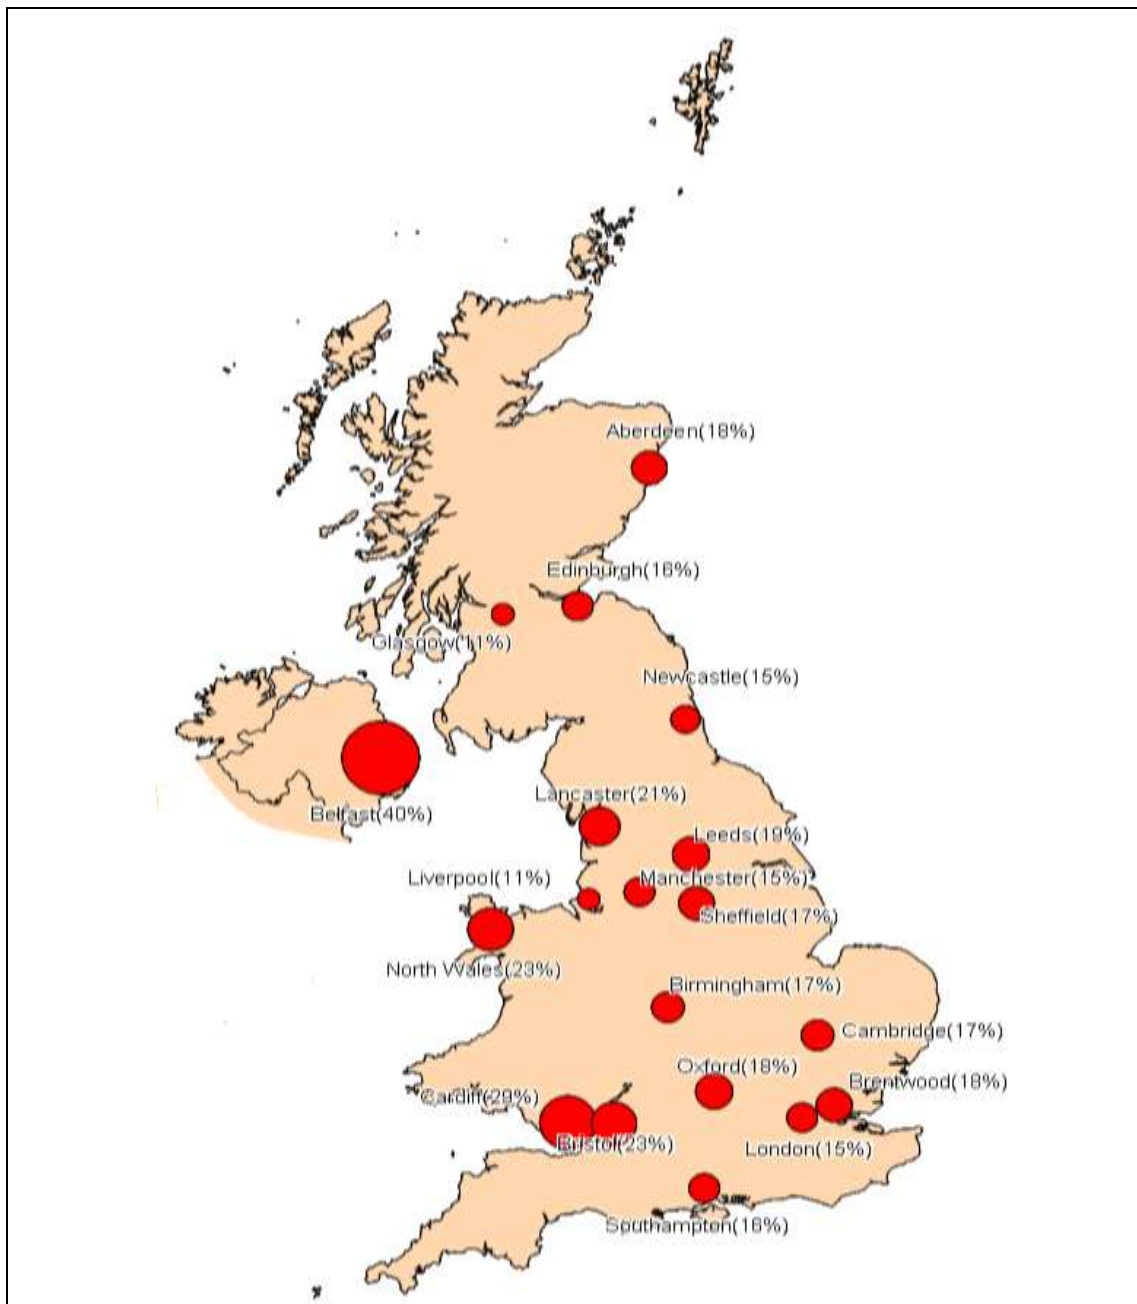 Aberdeen(18%)
Edinburgh(16%)
Glasgow(11%)
Newcastle(15%)
Lancaster(21%)
Belfast(40%)
Leeds(19%)
Liverpool(11%)
Manchester(15%)
Sheffield(17%)
North Wales(23%)
Birmingham(17%)
Cambridge(17%)
Oxford(18%)
Brentwood(18%)
Cardiff(29%)
Bristol(23%)
London(15%)
Southampton(16%)